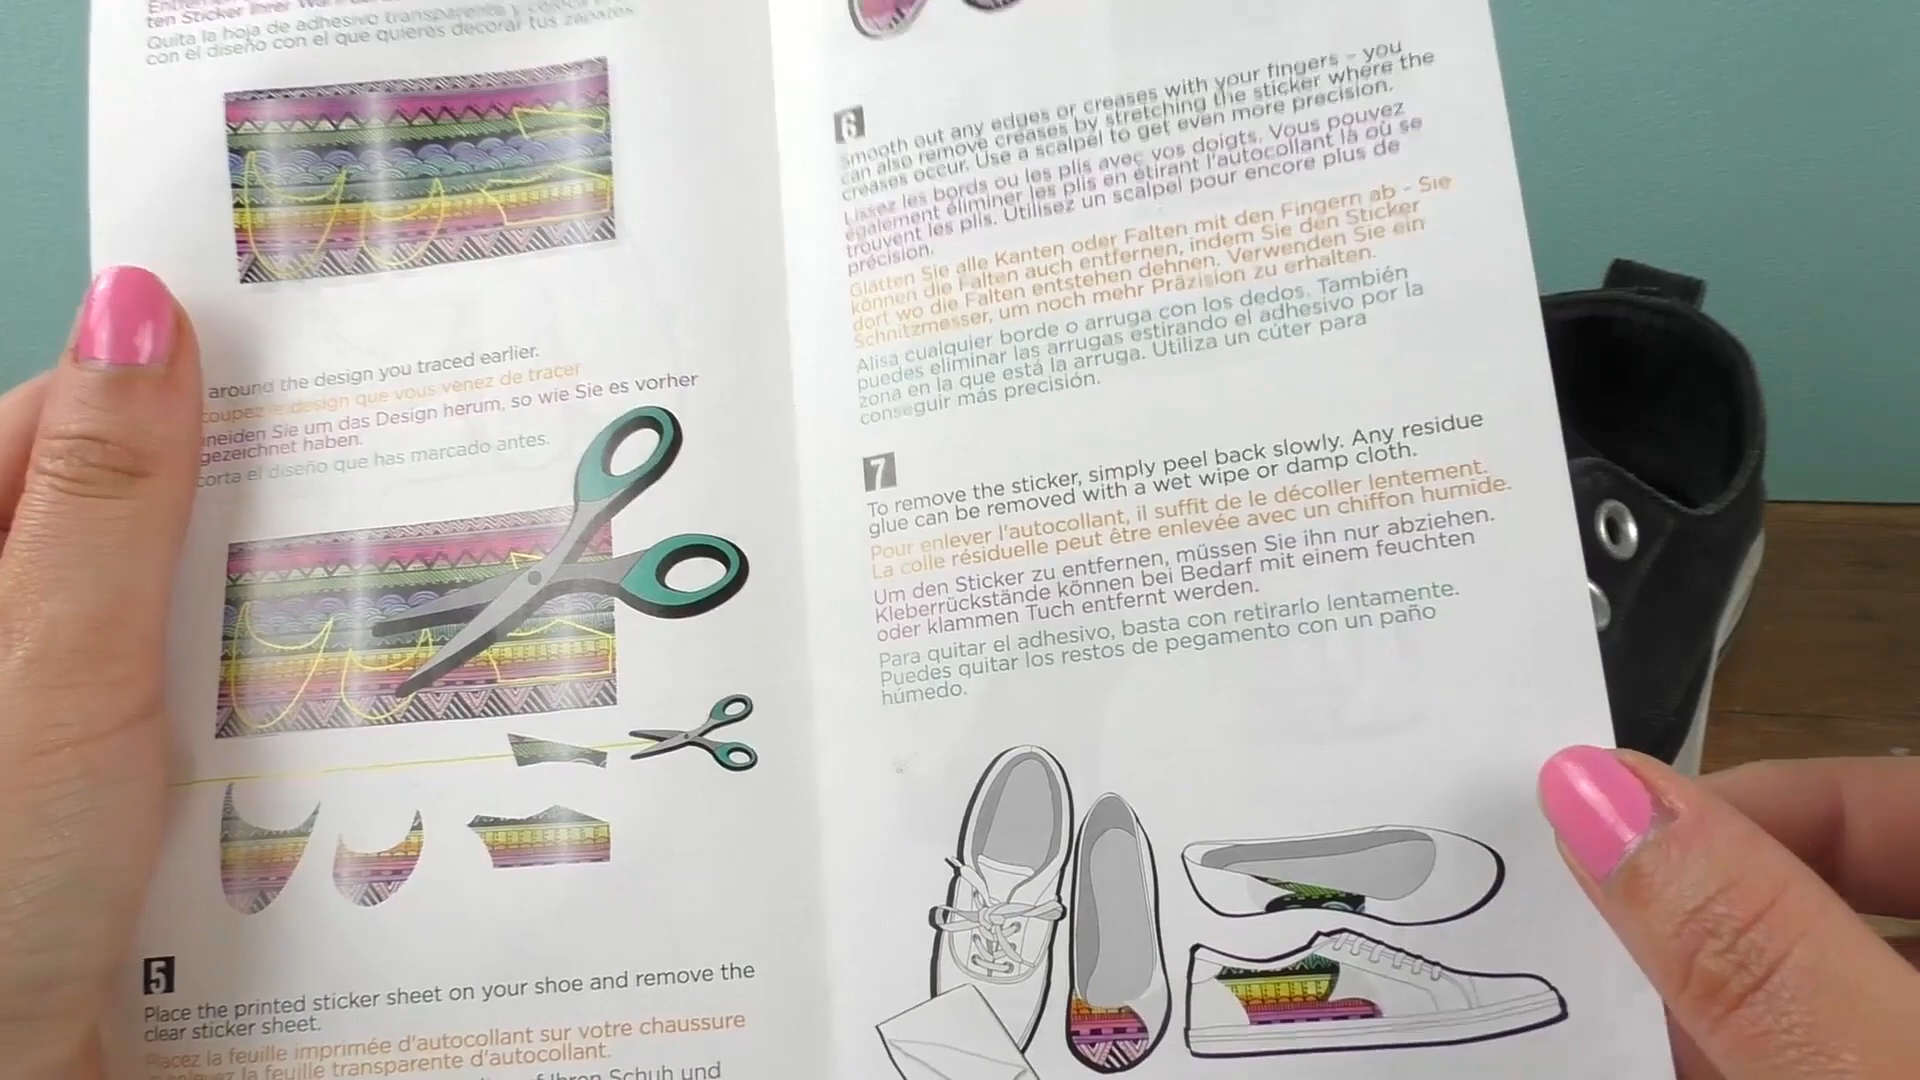 ten Sticker Ihrer
Quita la hoja de adhesivo transparente y
con el diseño con el que quieres decorar tus zapatos
around the design you traced earlier.
design que vous venez de tracer
neiden Sie um das Design herum, so wie Sie es vorher
gezeichnet haben.
corta el diseño que has marcado antes.
5
Place the printed sticker sheet on your shoe and remove the
clear sticker sheet.
Placez la feuille imprimée d'autocollant sur votre chaussure
la feuille transparente d'autocollant.
Ihren Schuh und
6
Smooth out any edges or creases with your fingers - you
can also remove creases by stretching the sticker where the
creases occur. Use a scalpel to get even more precision.
Lissez les bords ou les plis avec vos doigts. Vous pouvez
également éliminer les plis en étirant l'autocollant là où se
trouvent les plis. Utilisez un scalpel pour encore plus de
précision.
Glätten Sie alle Kanten oder Falten mit den Fingern ab - Sie
können die Falten auch entfernen, indem Sie den Sticker
dort wo die Falten entstehen dehnen. Verwenden Sie ein
Schnitzmesser, um noch mehr Präzision zu erhalten.
Alisa cualquier borde o arruga con los dedos. También
puedes eliminar las arrugas estirando el adhesivo por la
zona en la que está la arruga. Utiliza un cúter para
conseguir más precisión.
7
To remove the sticker, simply peel back slowly. Any residue
glue can be removed with a wet wipe or damp cloth.
Pour enlever l'autocollant, il suffit de le décoller lentement.
La colle résiduelle peut être enlevée avec un chiffon humide.
Um den Sticker zu entfernen, müssen Sie ihn nur abziehen.
Kleberrückstände können bei Bedarf mit einem feuchten
oder klammen Tuch entfernt werden.
Para quitar el adhesivo, basta con retirarlo lentamente.
Puedes quitar los restos de pegamento con un paño
húmedo.